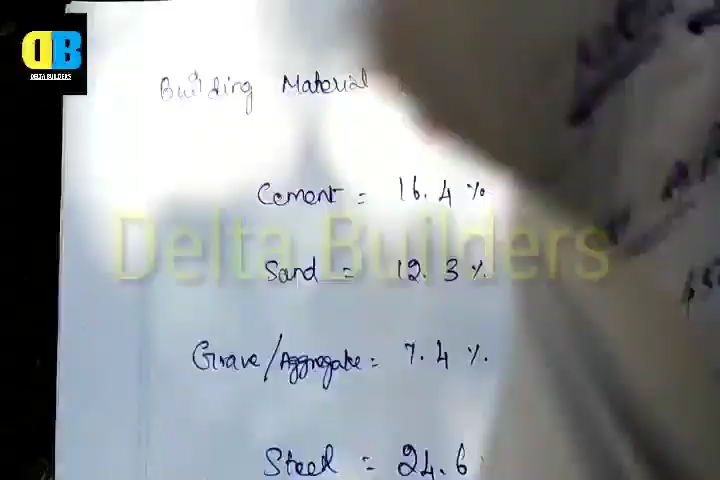 DB
DELTA BUILDERS
Building Material
Cement = 16.4 %
Delta Builders
Sand = 12.3 %
Grave/Aggregate = 7.4 %.
Steel = 24.6